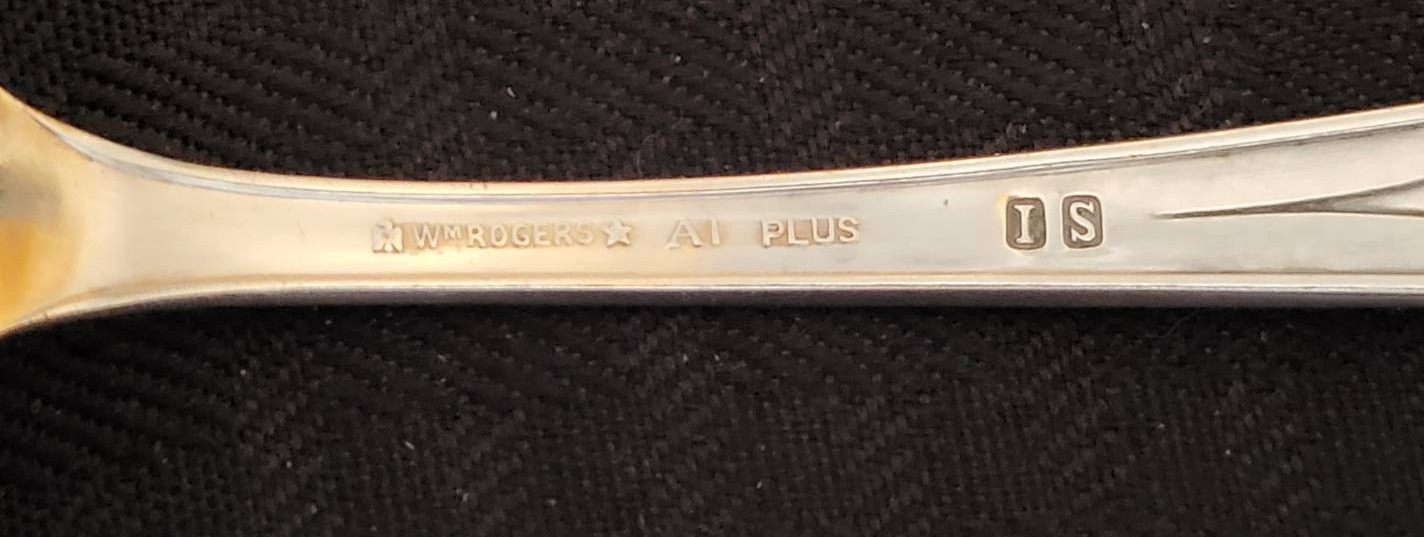 WM ROGERS ★ A1 PLUS I S